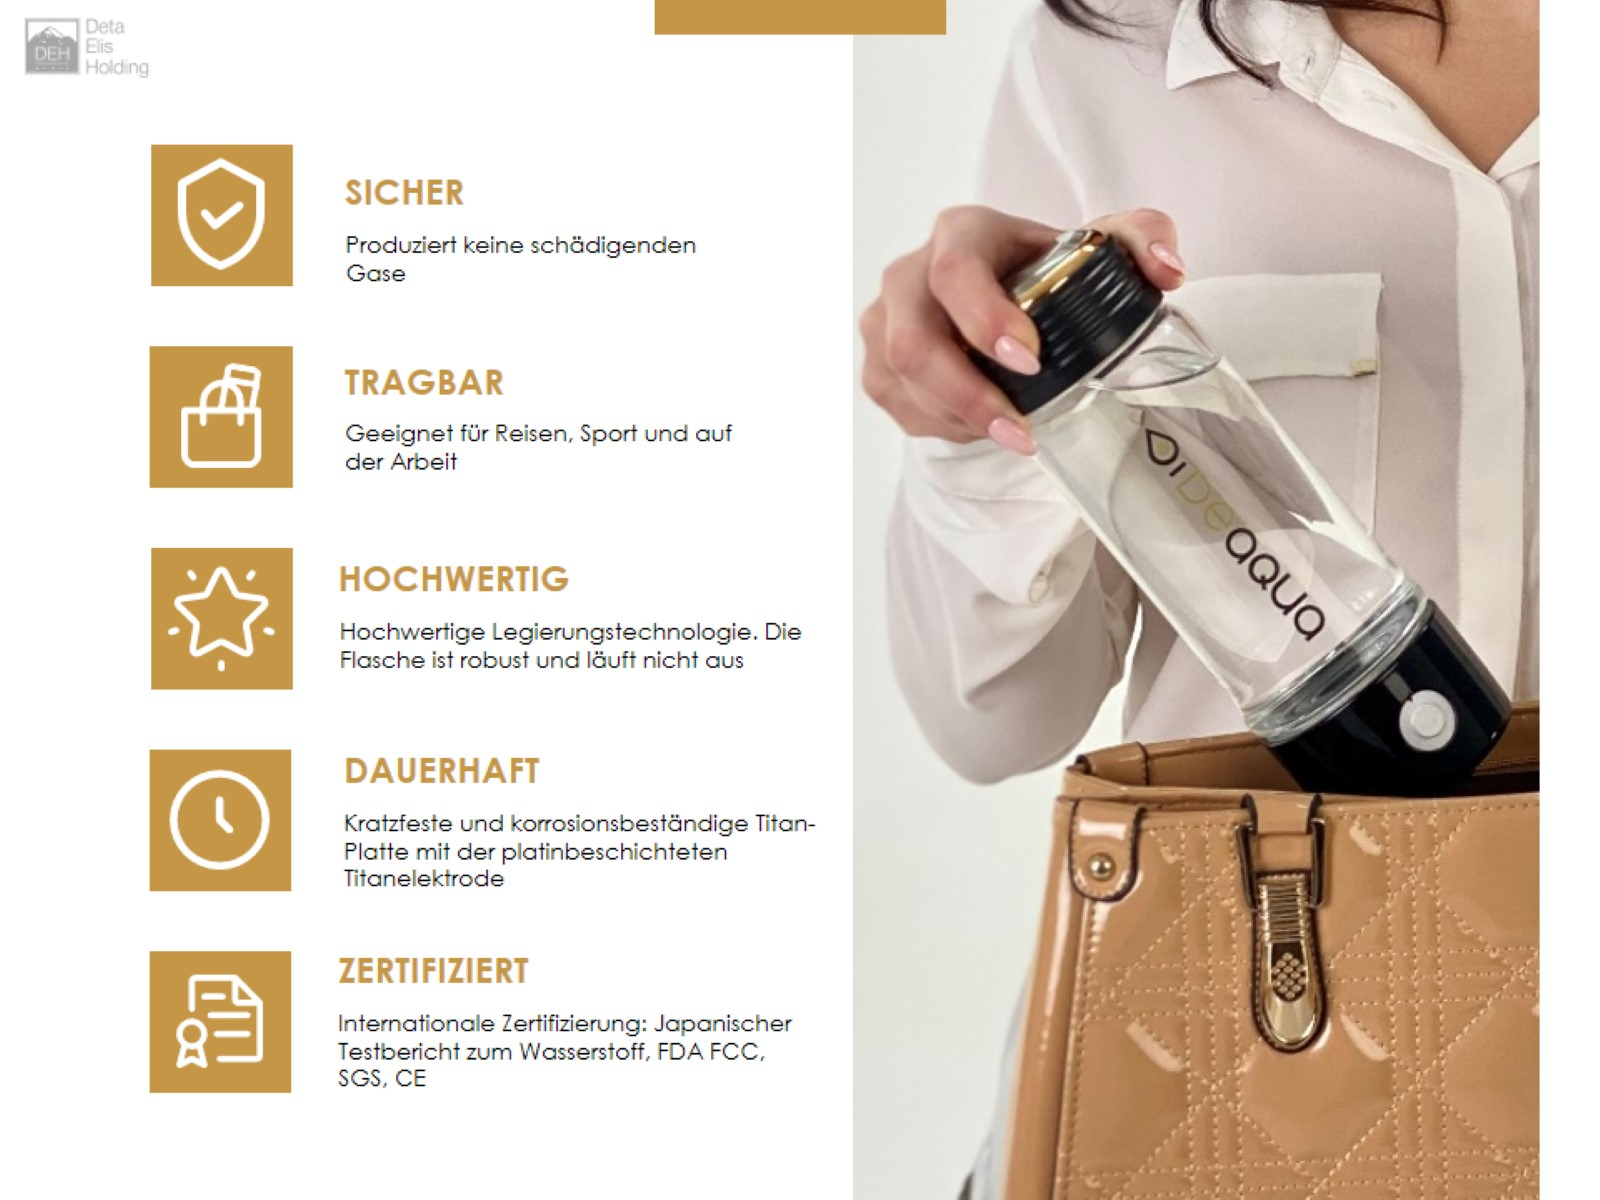 Deta
Elis
Holding
DEH
SICHER
Produziert keine schädigenden
Gase
TRAGBAR
Geeignet für Reisen, Sport und auf
der Arbeit
HOCHWERTIG
Hochwertige Legierungstechnologie. Die
Flasche ist robust und läuft nicht aus
DAUERHAFT
Kratzfeste und korrosionsbeständige Titan-
Platte mit der platinbeschichteten
Titanelektrode
ZERTIFIZIERT
Internationale Zertifizierung: Japanischer
Testbericht zum Wasserstoff, FDA FCC,
SGS, CE
DiDeaqua